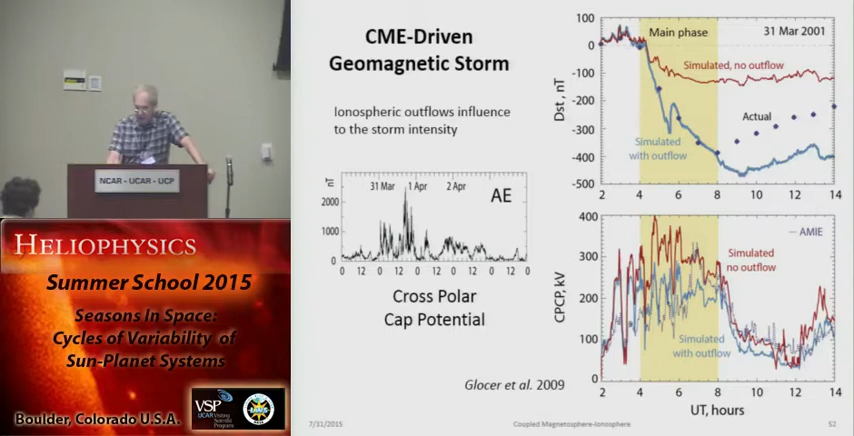 NCAR - UCAR - UCP
HELIOPHYSICS
Summer School 2015
Seasons In Space:
Cycles of Variability of
Sun-Planet Systems
Boulder, Colorado U.S.A.
VSP
UCAR Visiting
Scientist
Programs
CME-Driven
Geomagnetic Storm
Ionospheric outflows influence
to the storm intensity
nT
31 Mar
1 Apr
2 Apr
AE
2000
1000
0
0 12 0 12 0 12 0 12 0 12 0 12 0
Cross Polar
Cap Potential
Glocer et al. 2009
Main phase
31 Mar 2001
Simulated, no outflow
Actual
Simulated
with outflow
Dst, nT
100
0
-100
-200
-300
-400
-500
2 4 6 8 10 12 14
AMIE
Simulated
no outflow
Simulated
with outflow
CPCP, kV
400
300
200
100
0
2 4 6 8 10 12 14
UT, hours
7/31/2015
Coupled Magnetosphere-Ionosphere
52